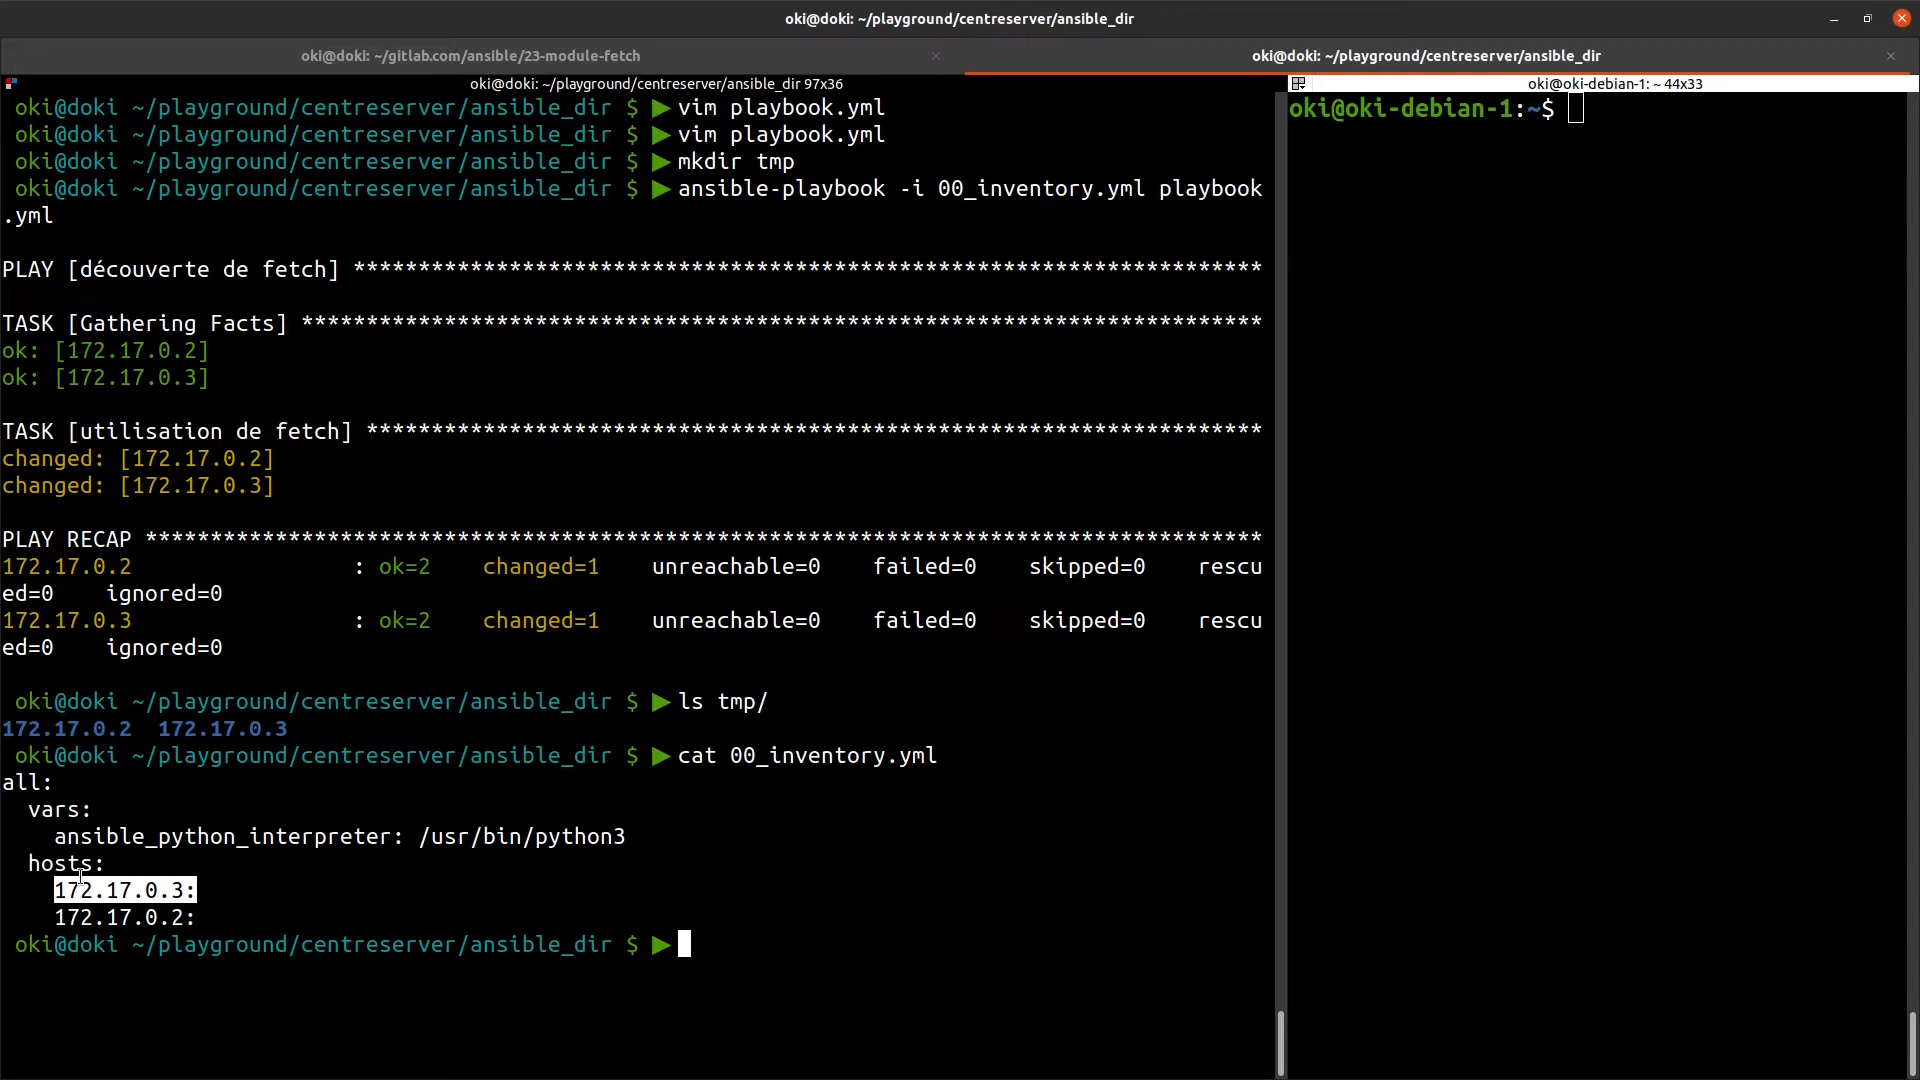 oki@doki: ~/playground/centreserver/ansible_dir
oki@doki: ~/gitlab.com/ansible/23-module-fetch
oki@doki: ~/playground/centreserver/ansible_dir
oki@doki: ~/playground/centreserver/ansible_dir 97x36
oki@doki ~/playground/centreserver/ansible_dir $ ▶ vim playbook.yml
oki@doki ~/playground/centreserver/ansible_dir $ ▶ vim playbook.yml
oki@doki ~/playground/centreserver/ansible_dir $ ▶ mkdir tmp
oki@doki ~/playground/centreserver/ansible_dir $ ▶ ansible-playbook -i 00_inventory.yml playbook
.yml
PLAY [découverte de fetch] **********************************************************************
TASK [Gathering Facts] **************************************************************************
ok: [172.17.0.2]
ok: [172.17.0.3]
TASK [utilisation de fetch] *********************************************************************
changed: [172.17.0.2]
changed: [172.17.0.3]
PLAY RECAP **************************************************************************************
172.17.0.2                 : ok=2    changed=1    unreachable=0    failed=0    skipped=0    rescu
ed=0    ignored=0
172.17.0.3                 : ok=2    changed=1    unreachable=0    failed=0    skipped=0    rescu
ed=0    ignored=0
oki@doki ~/playground/centreserver/ansible_dir $ ▶ ls tmp/
172.17.0.2  172.17.0.3
oki@doki ~/playground/centreserver/ansible_dir $ ▶ cat 00_inventory.yml
all:
  vars:
    ansible_python_interpreter: /usr/bin/python3
  hosts:
    172.17.0.3:
    172.17.0.2:
oki@doki ~/playground/centreserver/ansible_dir $ ▶
oki@oki-debian-1: ~ 44x33
oki@oki-debian-1:~$